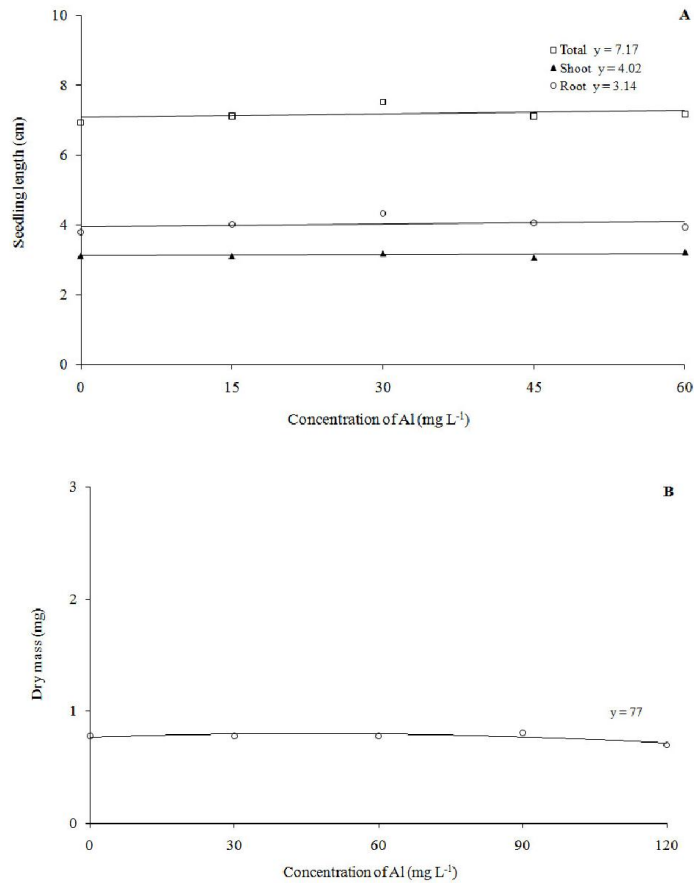 A
10
□ Total y = 7.17
▲ Shoot y = 4.02
○ Root y = 3.14
8
6
Seedling length (cm)
4
2
0
0 15 30 45 60
Concentration of Al (mg L⁻¹)
B
3
2
Dry mass (mg)
1
y = 77
0
0 30 60 90 120
Concentration of Al (mg L⁻¹)